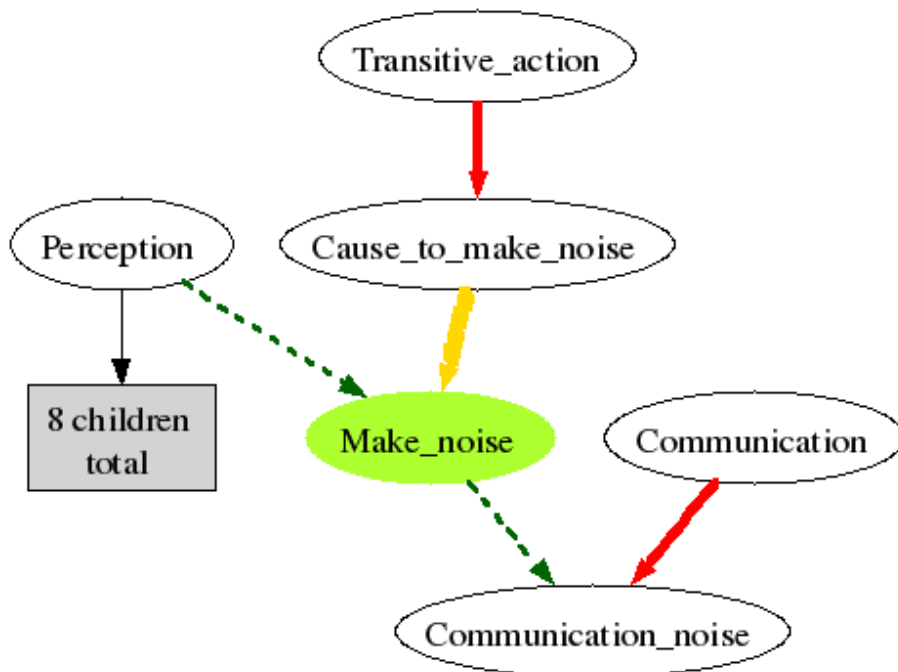 Transitive_action
Perception
Cause_to_make_noise
8 children
total
Make_noise
Communication
Communication_noise